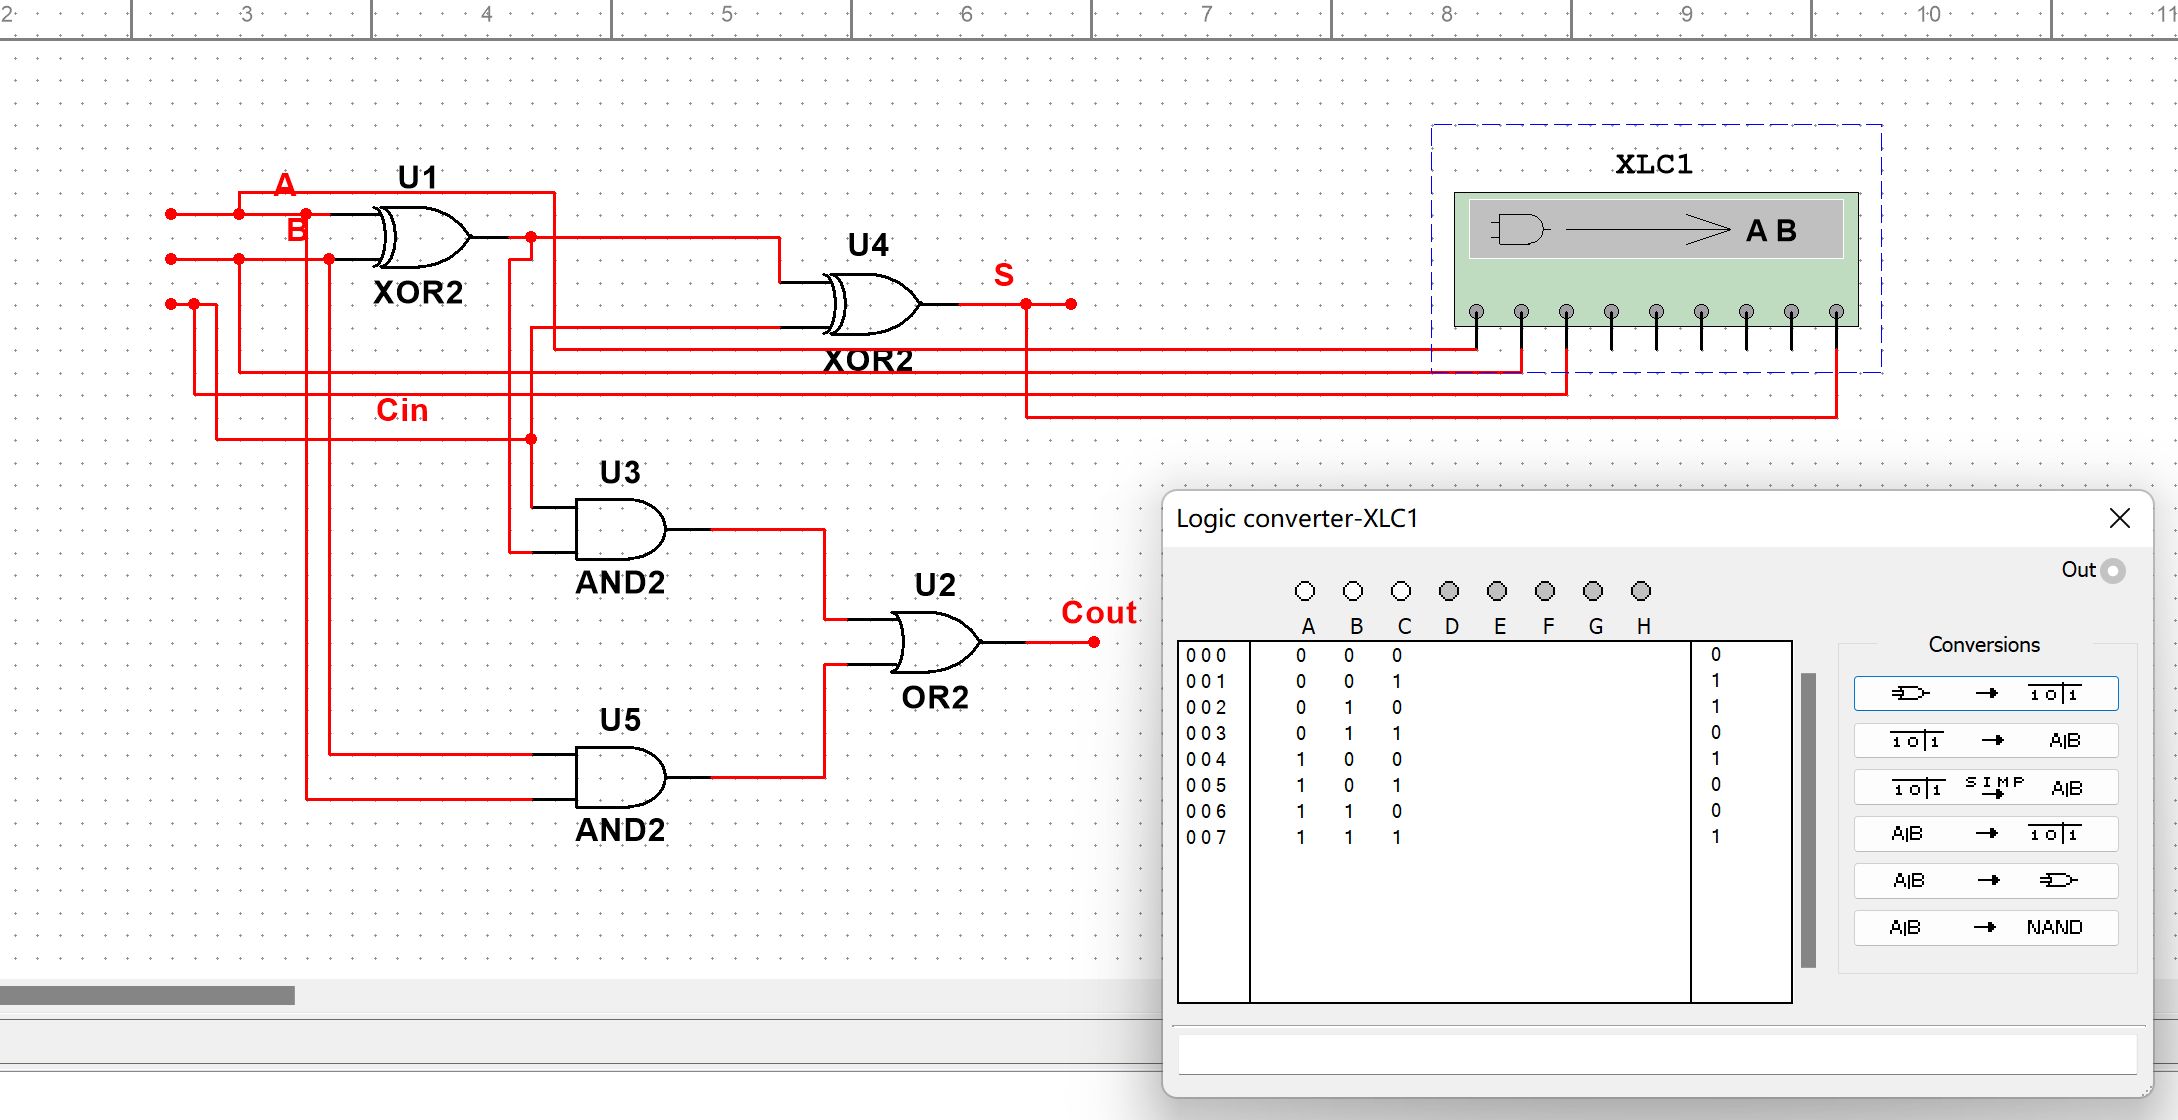 2 3 4 5 6 7 8 9 10 11
XLC1
A B
A
U1
B
XOR2
U4
S
XOR2
Cin
U3
AND2
U2
Cout
OR2
U5
AND2
Logic converter-XLC1
Out
A B C D E F G H
000 0 0 0 0
001 0 0 1 1
002 0 1 0 1
003 0 1 1 0
004 1 0 0 1
005 1 0 1 0
006 1 1 0 0
007 1 1 1 1
Conversions
1 0|1
1 0|1 A|B
1 0|1 SIMP A|B
A|B 1 0|1
A|B
A|B NAND